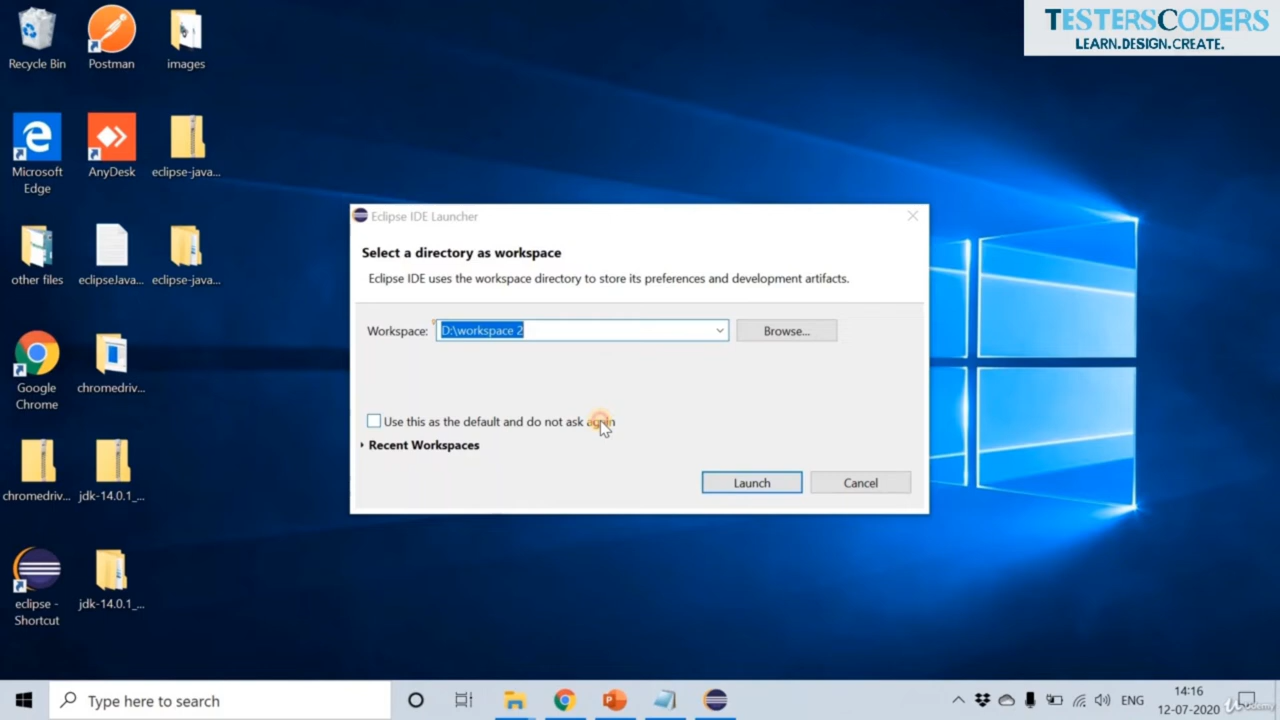 TESTERSCODERS
LEARN.DESIGN.CREATE.
Recycle Bin
Postman
images
Microsoft
Edge
AnyDesk
eclipse-java...
other files
eclipseJava...
eclipse-java...
Google
Chrome
chromedriv...
chromedriv...
jdk-14.0.1_...
eclipse -
Shortcut
jdk-14.0.1_...
Eclipse IDE Launcher
Select a directory as workspace
Eclipse IDE uses the workspace directory to store its preferences and development artifacts.
Workspace:
D:\workspace 2
Browse...
Use this as the default and do not ask again
Recent Workspaces
Launch
Cancel
Type here to search
ENG
14:16
12-07-2020
Udemy